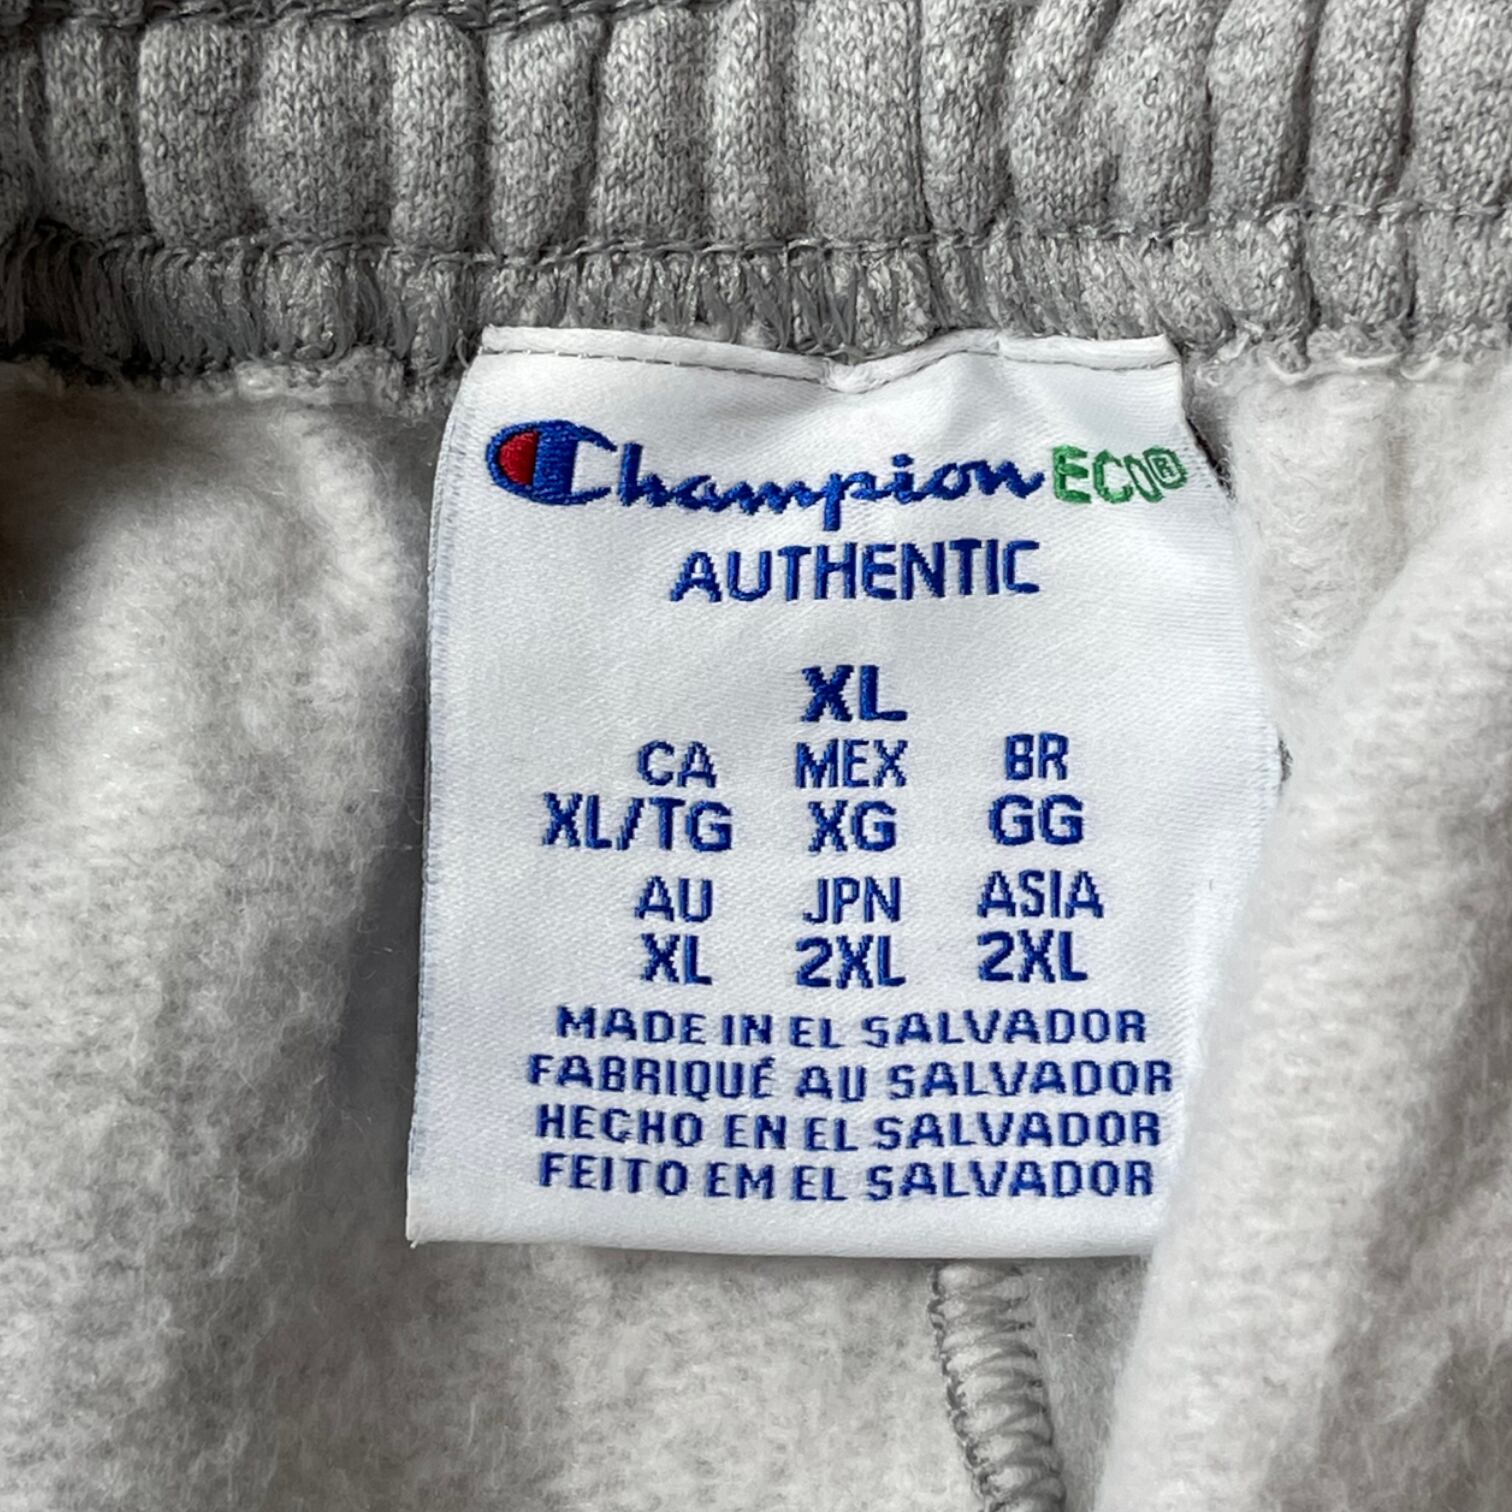 Champion ECO®
AUTHENTIC
XL
CA MEX BR
XL/TG XG GG
AU JPN ASIA
XL 2XL 2XL
MADE IN EL SALVADOR
FABRIQUÉ AU SALVADOR
HECHO EN EL SALVADOR
FEITO EM EL SALVADOR